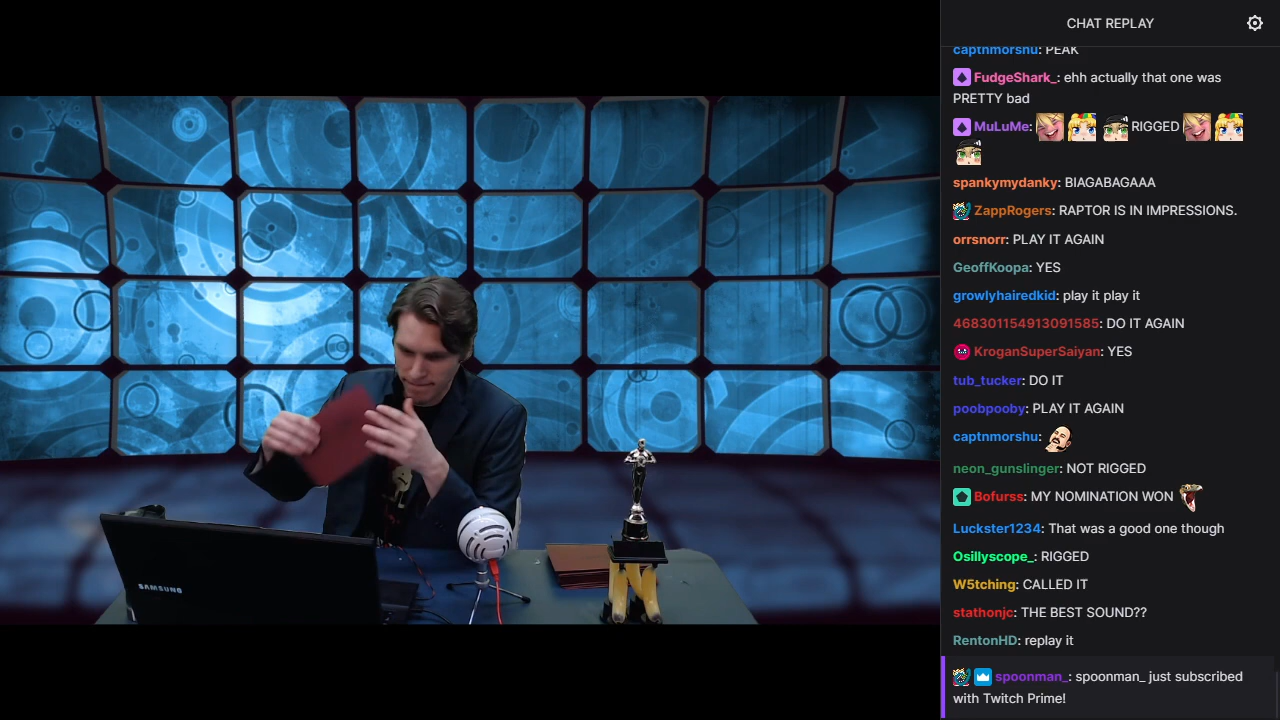 CHAT REPLAY
captnmorshu: PEAK
FudgeShark_: ehh actually that one was
PRETTY bad
MuLuMe: RIGGED
spankymydanky: BIAGABAGAAA
ZappRogers: RAPTOR IS IN IMPRESSIONS.
orrsnorr: PLAY IT AGAIN
GeoffKoopa: YES
growlyhairedkid: play it play it
468301154913091585: DO IT AGAIN
KroganSuperSaiyan: YES
tub_tucker: DO IT
poobpooby: PLAY IT AGAIN
captnmorshu:
neon_gunslinger: NOT RIGGED
Bofurss: MY NOMINATION WON
Luckster1234: That was a good one though
Osillyscope_: RIGGED
W5tching: CALLED IT
stathonjc: THE BEST SOUND??
RentonHD: replay it
spoonman_: spoonman_ just subscribed
with Twitch Prime!
SAMSUNG